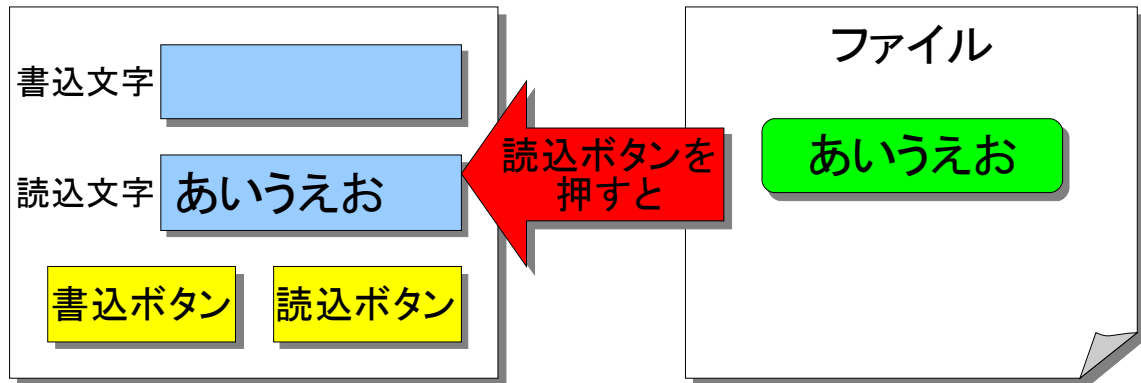 書込文字
読込文字
あいうえお
書込ボタン
読込ボタン
読込ボタンを
押すと
ファイル
あいうえお